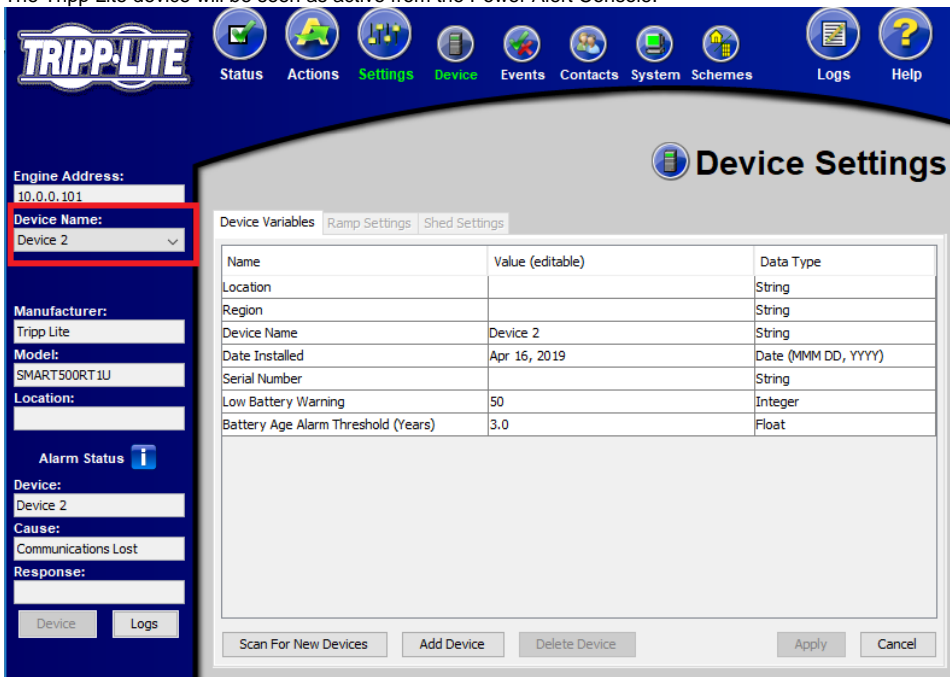 The Tripp Lite device will be seen as active from the Power Alert Console.
TRIPP·LITE
Status Actions Settings Device Events Contacts System Schemes Logs Help
Device Settings
Engine Address:
10.0.0.101
Device Name:
Device 2
Manufacturer:
Tripp Lite
Model:
SMART500RT1U
Location:
Alarm Status
Device:
Device 2
Cause:
Communications Lost
Response:
Device Logs
Device Variables Ramp Settings Shed Settings
Name Value (editable) Data Type
Location String
Region String
Device Name Device 2 String
Date Installed Apr 16, 2019 Date (MMM DD, YYYY)
Serial Number String
Low Battery Warning 50 Integer
Battery Age Alarm Threshold (Years) 3.0 Float
Scan For New Devices Add Device Delete Device Apply Cancel